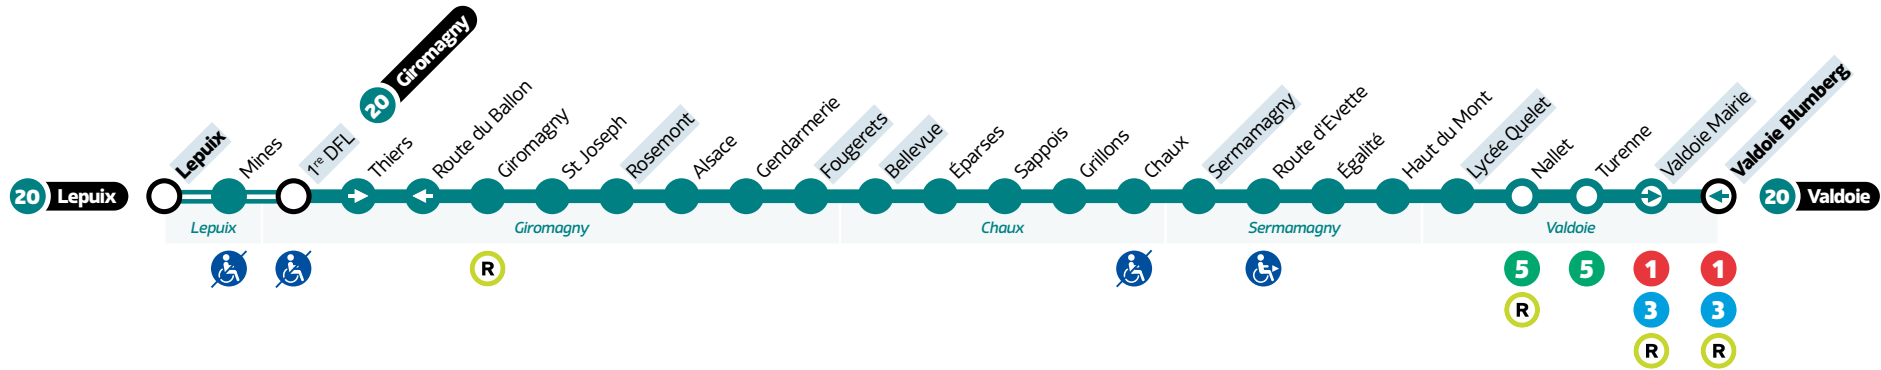 20 Giromagny
20 Lepuix
Lepuix
Mines
1re DFL
Thiers
Route du Ballon
Giromagny
St Joseph
Rosemont
Alsace
Gendarmerie
Fougerets
Bellevue
Éparses
Sappois
Grillons
Chaux
Sermamagny
Route d'Evette
Égalité
Haut du Mont
Lycée Quelet
Nallet
Turenne
Valdoie Mairie
Valdoie Blumberg
20 Valdoie
Lepuix
Giromagny
Chaux
Sermamagny
Valdoie
R
5
5
1
1
R
3
3
R
R